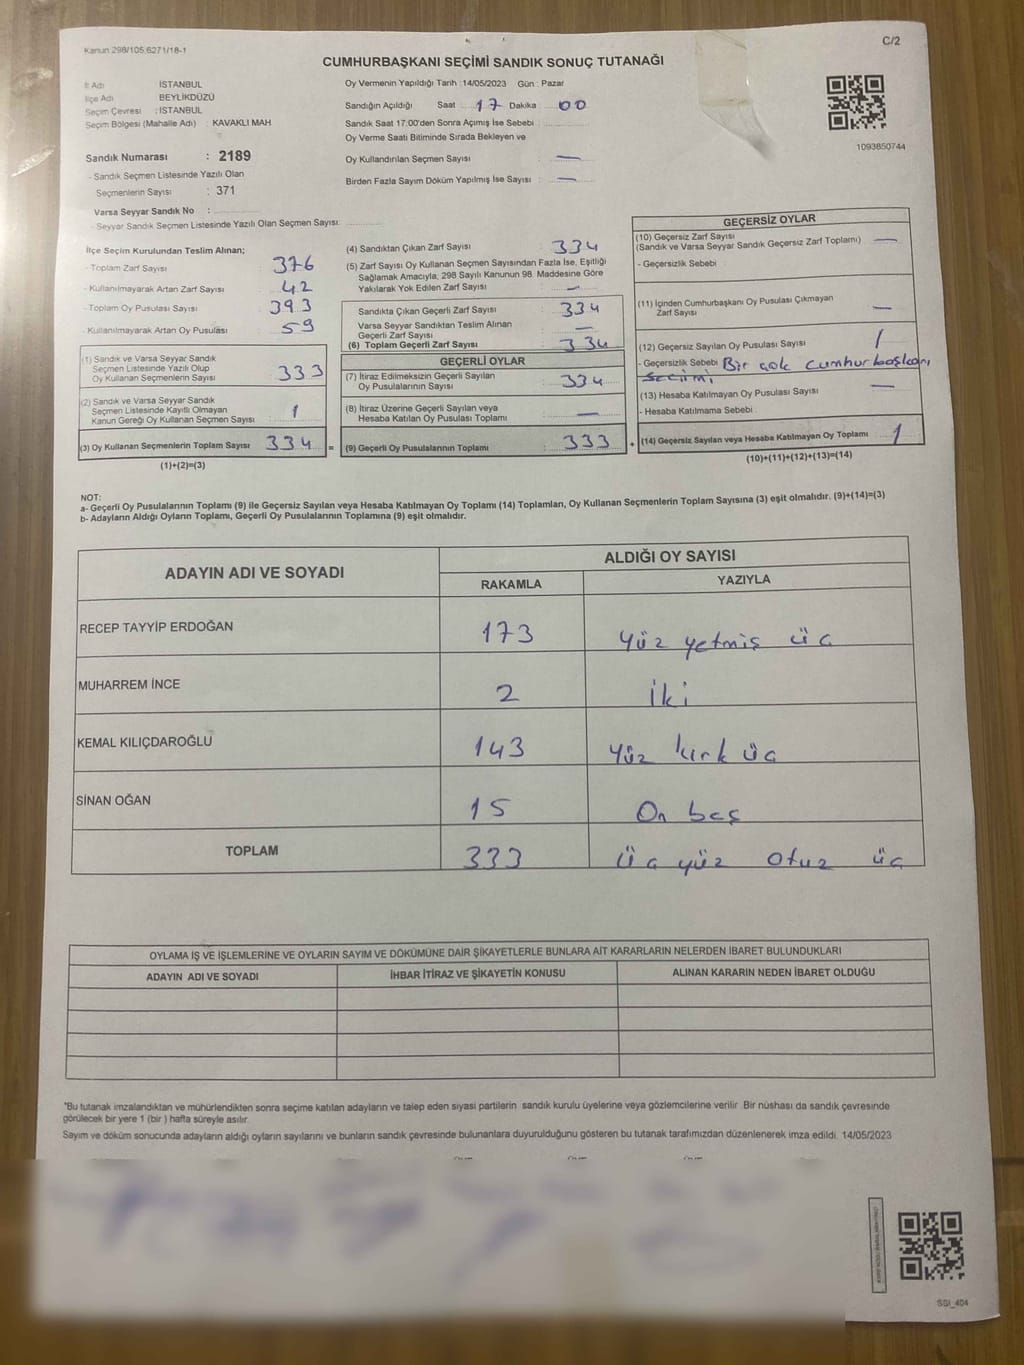 Kanun 298/105,6271/18-1
C/2
CUMHURBAŞKANI SEÇİMİ SANDIK SONUÇ TUTANAĞI
İl Adı İSTANBUL
İlçe Adı BEYLİKDÜZÜ
Seçim Çevresi : İSTANBUL
Seçim Bölgesi (Mahalle Adı) : KAVAKLI MAH
Sandık Numarası : 2189
- Sandık Seçmen Listesinde Yazılı Olan
Seçmenlerin Sayısı : 371
Varsa Seyyar Sandık No :
- Seyyar Sandık Seçmen Listesinde Yazılı Olan Seçmen Sayısı:
Oy Vermenin Yapıldığı Tarih :14/05/2023 Gün : Pazar
Sandığın Açıldığı Saat : 17 Dakika : 00
Sandık Saat 17:00'den Sonra Açımış İse Sebebi :
Oy Verme Saati Bitiminde Sırada Bekleyen ve
Oy Kullandırılan Seçmen Sayısı : —
Birden Fazla Sayım Döküm Yapılmış İse Sayısı : —
1093850744
İlçe Seçim Kurulundan Teslim Alınan;
- Toplam Zarf Sayısı : 376
- Kullanılmayarak Artan Zarf Sayısı : 42
- Toplam Oy Pusulası Sayısı : 393
- Kullanılmayarak Artan Oy Pusulası : 59
(1) Sandık ve Varsa Seyyar Sandık
Seçmen Listesinde Yazılı Olup
Oy Kullanan Seçmenlerin Sayısı : 333
(2) Sandık ve Varsa Seyyar Sandık
Seçmen Listesinde Kayıtlı Olmayan
Kanun Gereği Oy Kullanan Seçmen Sayısı : 1
(3) Oy Kullanan Seçmenlerin Toplam Sayısı : 334
(1)+(2)=(3)
(4) Sandıktan Çıkan Zarf Sayısı : 334
(5) Zarf Sayısı Oy Kullanan Seçmen Sayısından Fazla İse, Eşitliği
Sağlamak Amacıyla; 298 Sayılı Kanunun 98. Maddesine Göre
Yakılarak Yok Edilen Zarf Sayısı : —
Sandıkta Çıkan Geçerli Zarf Sayısı : 334
Varsa Seyyar Sandıktan Teslim Alınan
Geçerli Zarf Sayısı : —
(6) Toplam Geçerli Zarf Sayısı : 334
GEÇERLİ OYLAR
(7) İtiraz Edilmeksizin Geçerli Sayılan
Oy Pusulalarının Sayısı : 334
(8) İtiraz Üzerine Geçerli Sayılan veya
Hesaba Katılan Oy Pusulası Toplamı : —
= (9) Geçerli Oy Pusulalarının Toplamı : 333 +
GEÇERSİZ OYLAR
(10) Geçersiz Zarf Sayısı
(Sandık ve Varsa Seyyar Sandık Geçersiz Zarf Toplamı) : —
- Geçersizlik Sebebi :
(11) İçinden Cumhurbaşkanı Oy Pusulası Çıkmayan
Zarf Sayısı : —
(12) Geçersiz Sayılan Oy Pusulası Sayısı : 1
- Geçersizlik Sebebi : Bir çok cumhurbaşkanı
seçimi
(13) Hesaba Katılmayan Oy Pusulası Sayısı : —
- Hesaba Katılmama Sebebi :
(14) Geçersiz Sayılan veya Hesaba Katılmayan Oy Toplamı : 1
(10)+(11)+(12)+(13)=(14)
NOT:
a- Geçerli Oy Pusulalarının Toplamı (9) ile Geçersiz Sayılan veya Hesaba Katılmayan Oy Toplamı (14) Toplamları, Oy Kullanan Seçmenlerin Toplam Sayısına (3) eşit olmalıdır. (9)+(14)=(3)
b- Adayların Aldığı Oyların Toplamı, Geçerli Oy Pusulalarının Toplamına (9) eşit olmalıdır.
ADAYIN ADI VE SOYADI
ALDIĞI OY SAYISI
RAKAMLA YAZIYLA
RECEP TAYYİP ERDOĞAN 173 Yüz yetmiş üç
MUHARREM İNCE 2 İki
KEMAL KILIÇDAROĞLU 143 Yüz kırk üç
SİNAN OĞAN 15 On beş
TOPLAM 333 üç yüz otuz üç
OYLAMA İŞ VE İŞLEMLERİNE VE OYLARIN SAYIM VE DÖKÜMÜNE DAİR ŞİKAYETLERLE BUNLARA AİT KARARLARIN NELERDEN İBARET BULUNDUKLARI
ADAYIN ADI VE SOYADI İHBAR İTİRAZ VE ŞİKAYETİN KONUSU ALINAN KARARIN NEDEN İBARET OLDUĞU
*Bu tutanak imzalandıktan ve mühürlendikten sonra seçime katılan adayların ve talep eden siyasi partilerin sandık kurulu üyelerine veya gözlemcilerine verilir. Bir nüshası da sandık çevresinde
görülecek bir yere 1 (bir ) hafta süreyle asılır.
Sayım ve döküm sonucunda adayların aldığı oyların sayılarını ve bunların sandık çevresinde bulunanlara duyurulduğunu gösteren bu tutanak tarafımızdan düzenlenerek imza edildi. 14/05/2023
SSI_404